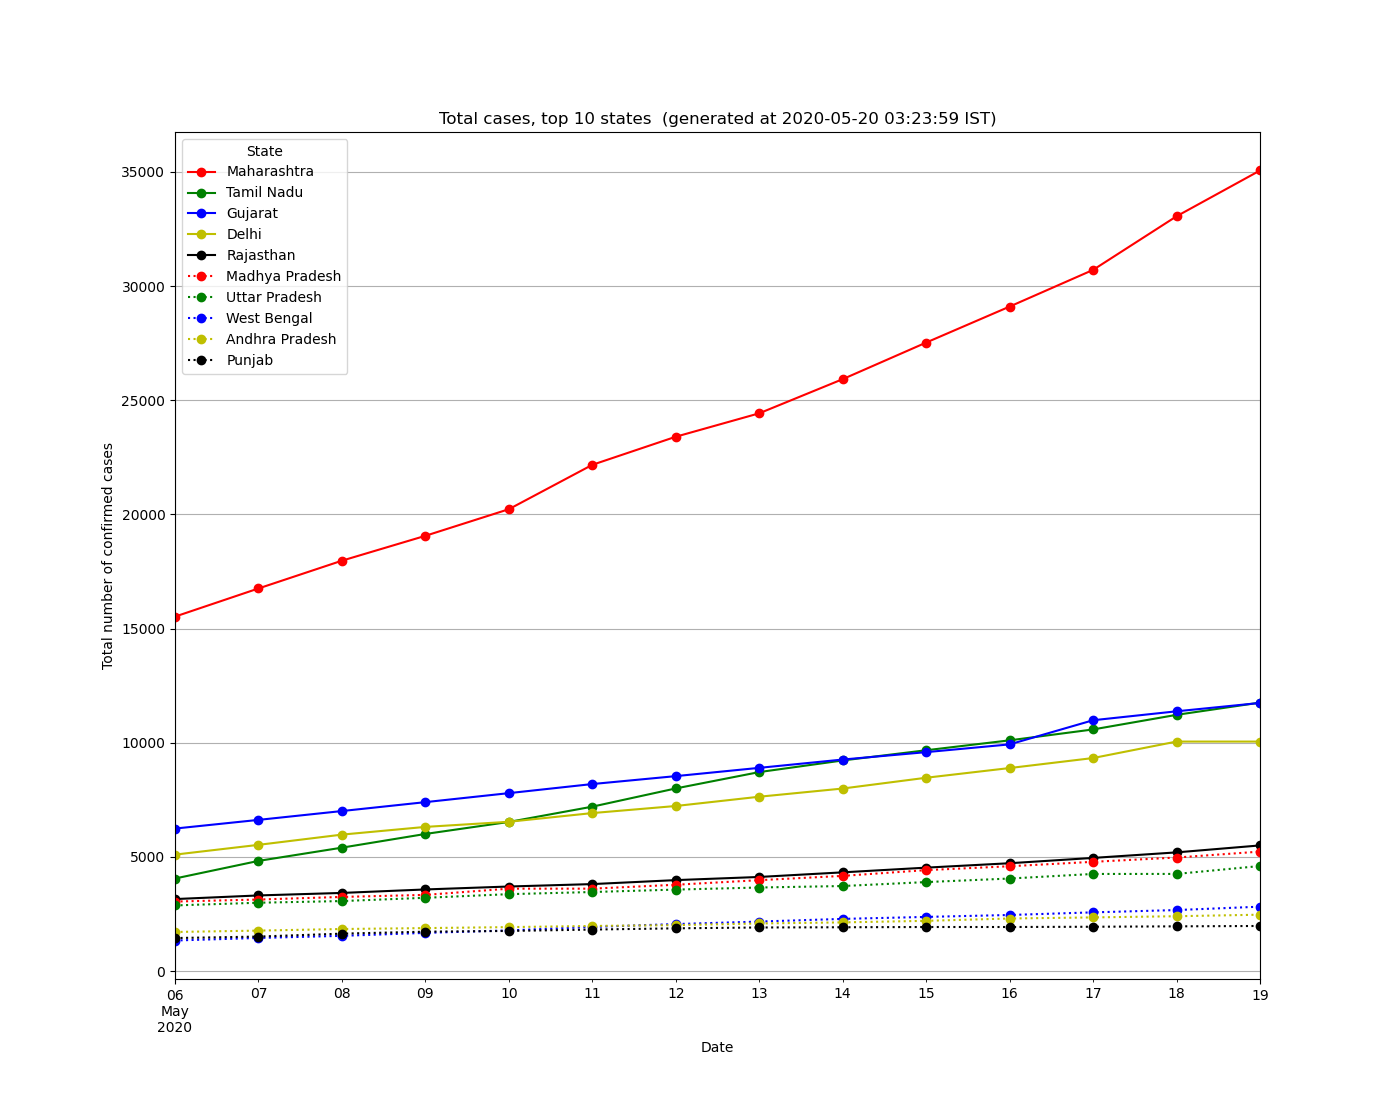 Total cases, top 10 states  (generated at 2020-05-20 03:23:59 IST)
State
Maharashtra
Tamil Nadu
Gujarat
Delhi
Rajasthan
Madhya Pradesh
Uttar Pradesh
West Bengal
Andhra Pradesh
Punjab
35000
30000
25000
20000
15000
10000
5000
0
Total number of confirmed cases
06 07 08 09 10 11 12 13 14 15 16 17 18 19
May
2020
Date